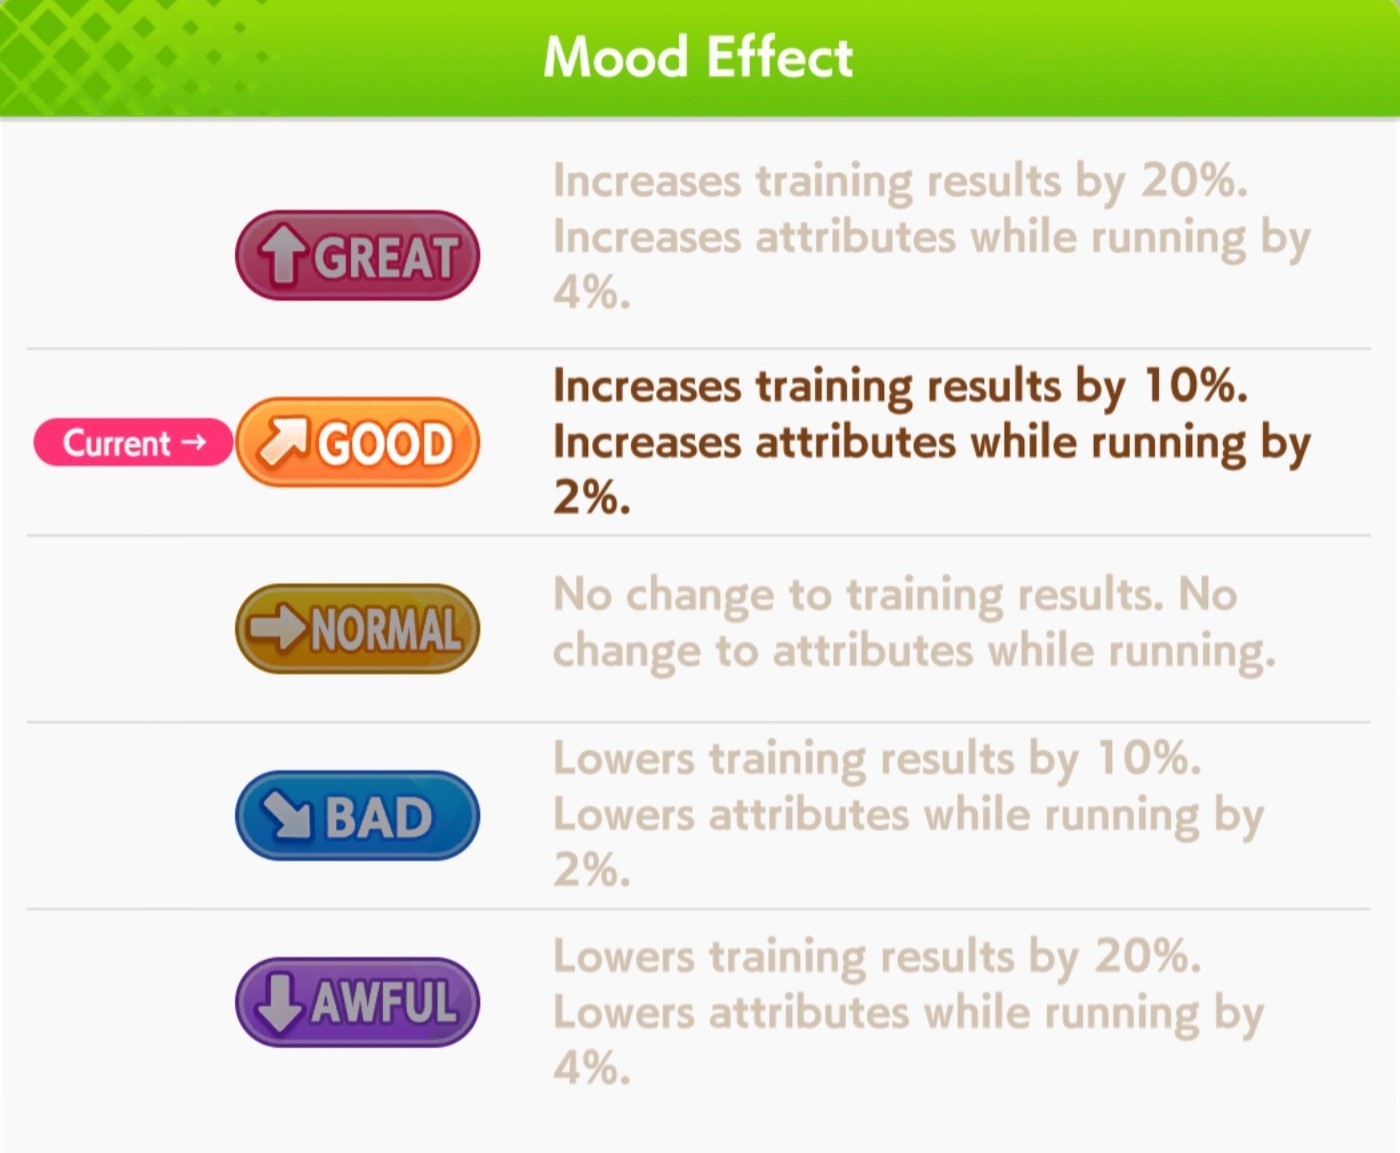 Mood Effect
GREAT
Increases training results by 20%.
Increases attributes while running by
4%.
Current →
GOOD
Increases training results by 10%.
Increases attributes while running by
2%.
NORMAL
No change to training results. No
change to attributes while running.
BAD
Lowers training results by 10%.
Lowers attributes while running by
2%.
AWFUL
Lowers training results by 20%.
Lowers attributes while running by
4%.